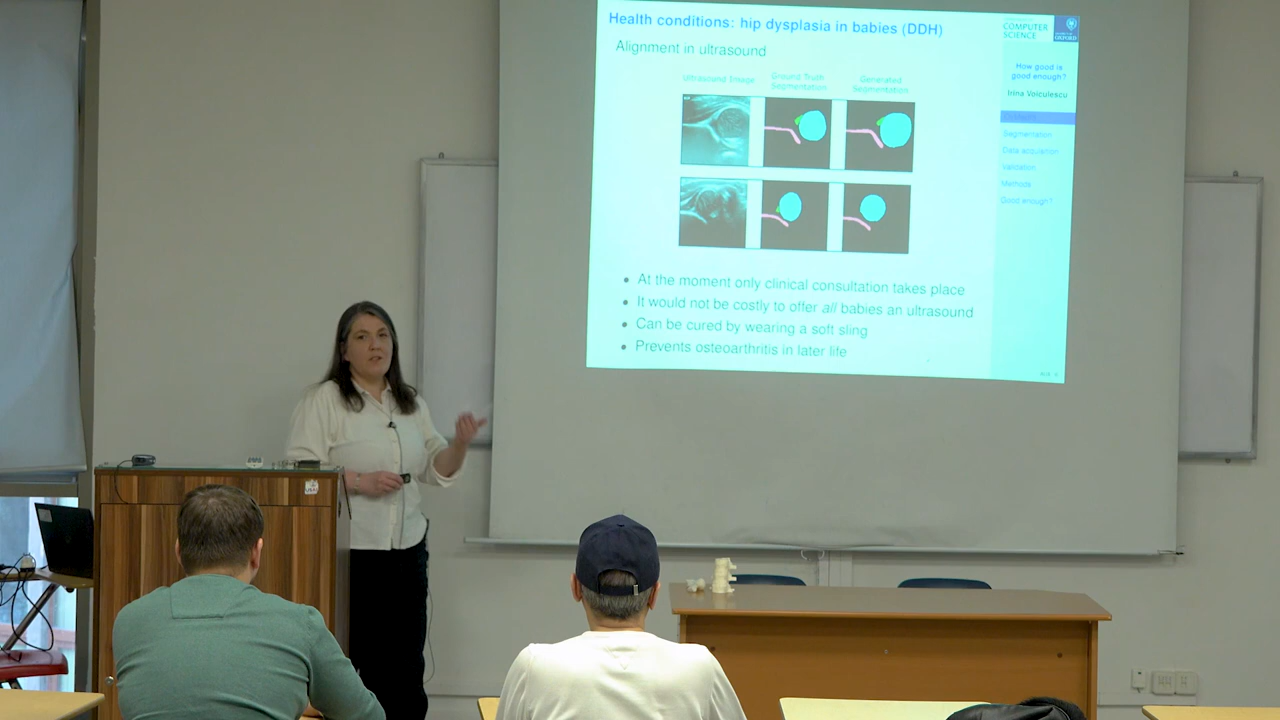 Health conditions: hip dysplasia in babies (DDH)
Alignment in ultrasound
Ultrasound Image
Ground Truth
Segmentation
Generated
Segmentation
At the moment only clinical consultation takes place
It would not be costly to offer all babies an ultrasound
Can be cured by wearing a soft sling
Prevents osteoarthritis in later life
COMPUTER
SCIENCE
OXFORD
How good is
good enough?
Irina Voiculescu
Segmentation
Data acquisition
Validation
Methods
Good enough?